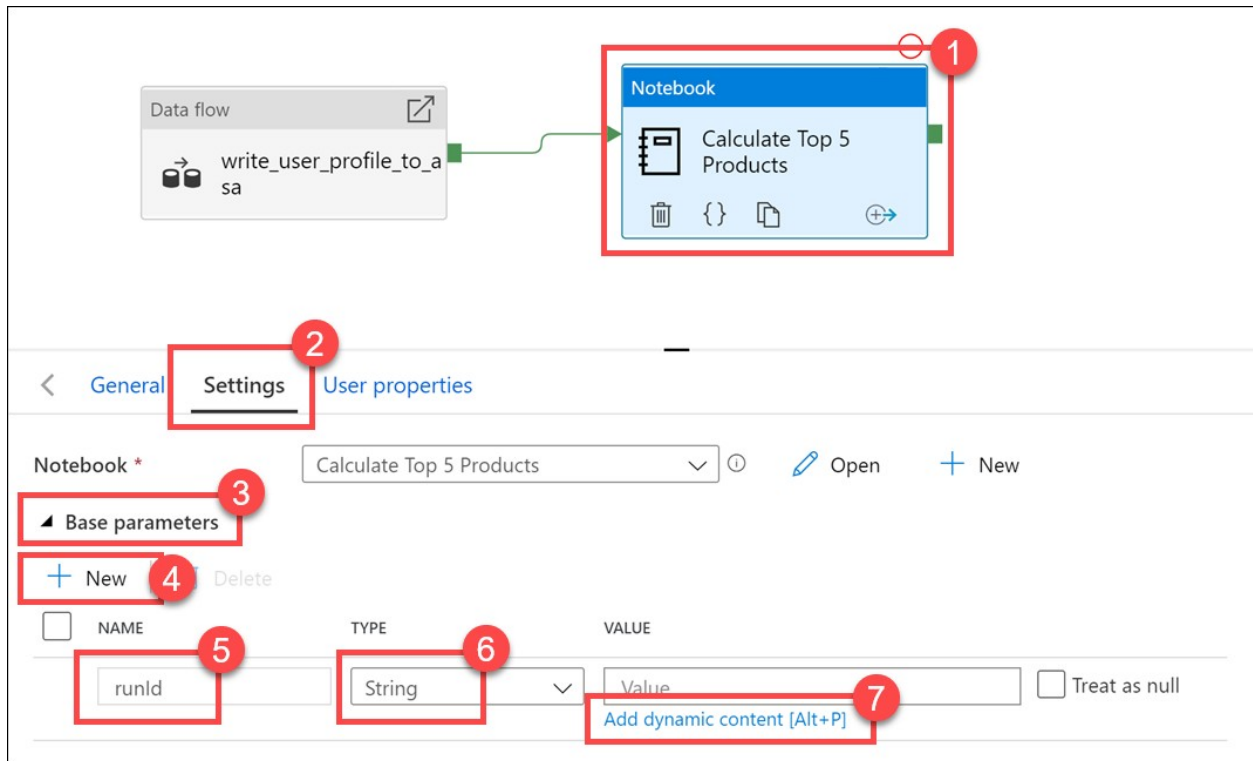 1
Notebook
Data flow
Calculate Top 5
Products
write_user_profile_to_a
sa
{}
2
General Settings User properties
Notebook * Calculate Top 5 Products Open + New
3
Base parameters
+ New 4 Delete
NAME TYPE VALUE
5 6
runId String Value Treat as null
7
Add dynamic content [Alt+P]